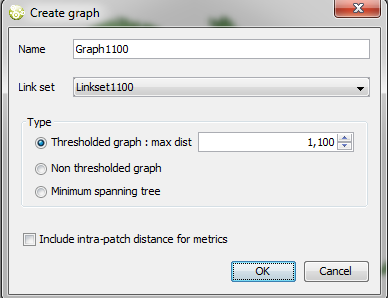 Create graph
Name Graph1100
Link set Linkset1100
Type
Thresholded graph : max dist 1,100
Non thresholded graph
Minimum spanning tree
Include intra-patch distance for metrics
OK Cancel